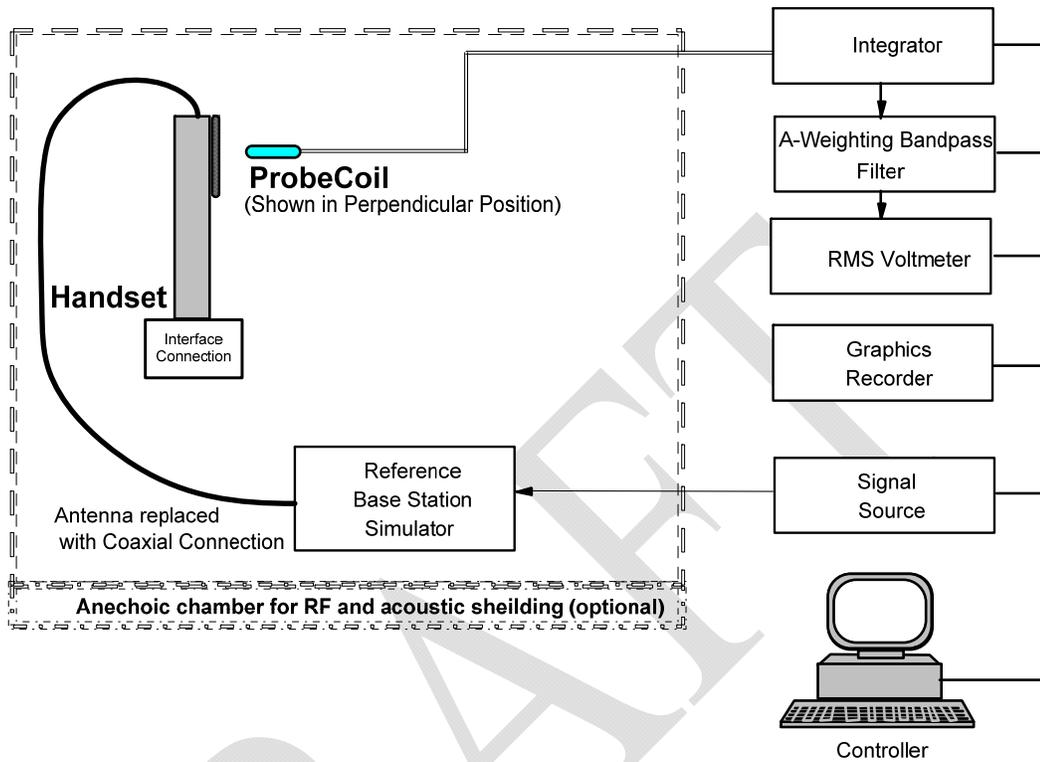 Integrator
A-Weighting Bandpass
Filter
ProbeCoil
(Shown in Perpendicular Position)
RMS Voltmeter
Handset
Interface
Connection
Graphics
Recorder
Reference
Base Station
Simulator
Signal
Source
Antenna replaced
with Coaxial Connection
Anechoic chamber for RF and acoustic sheilding (optional)
Controller